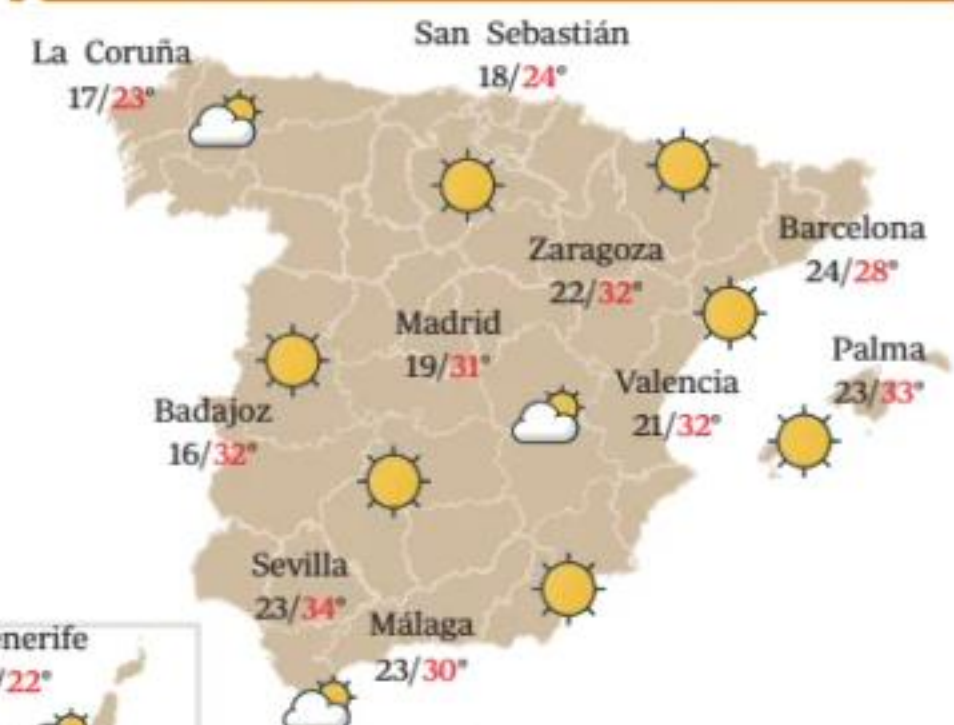 La Coruña
17/23°
San Sebastián
18/24°
Barcelona
24/28°
Zaragoza
22/32°
Madrid
19/31°
Palma
23/33°
Valencia
21/32°
Badajoz
16/32°
Sevilla
23/34°
Málaga
23/30°
enerife
/22°